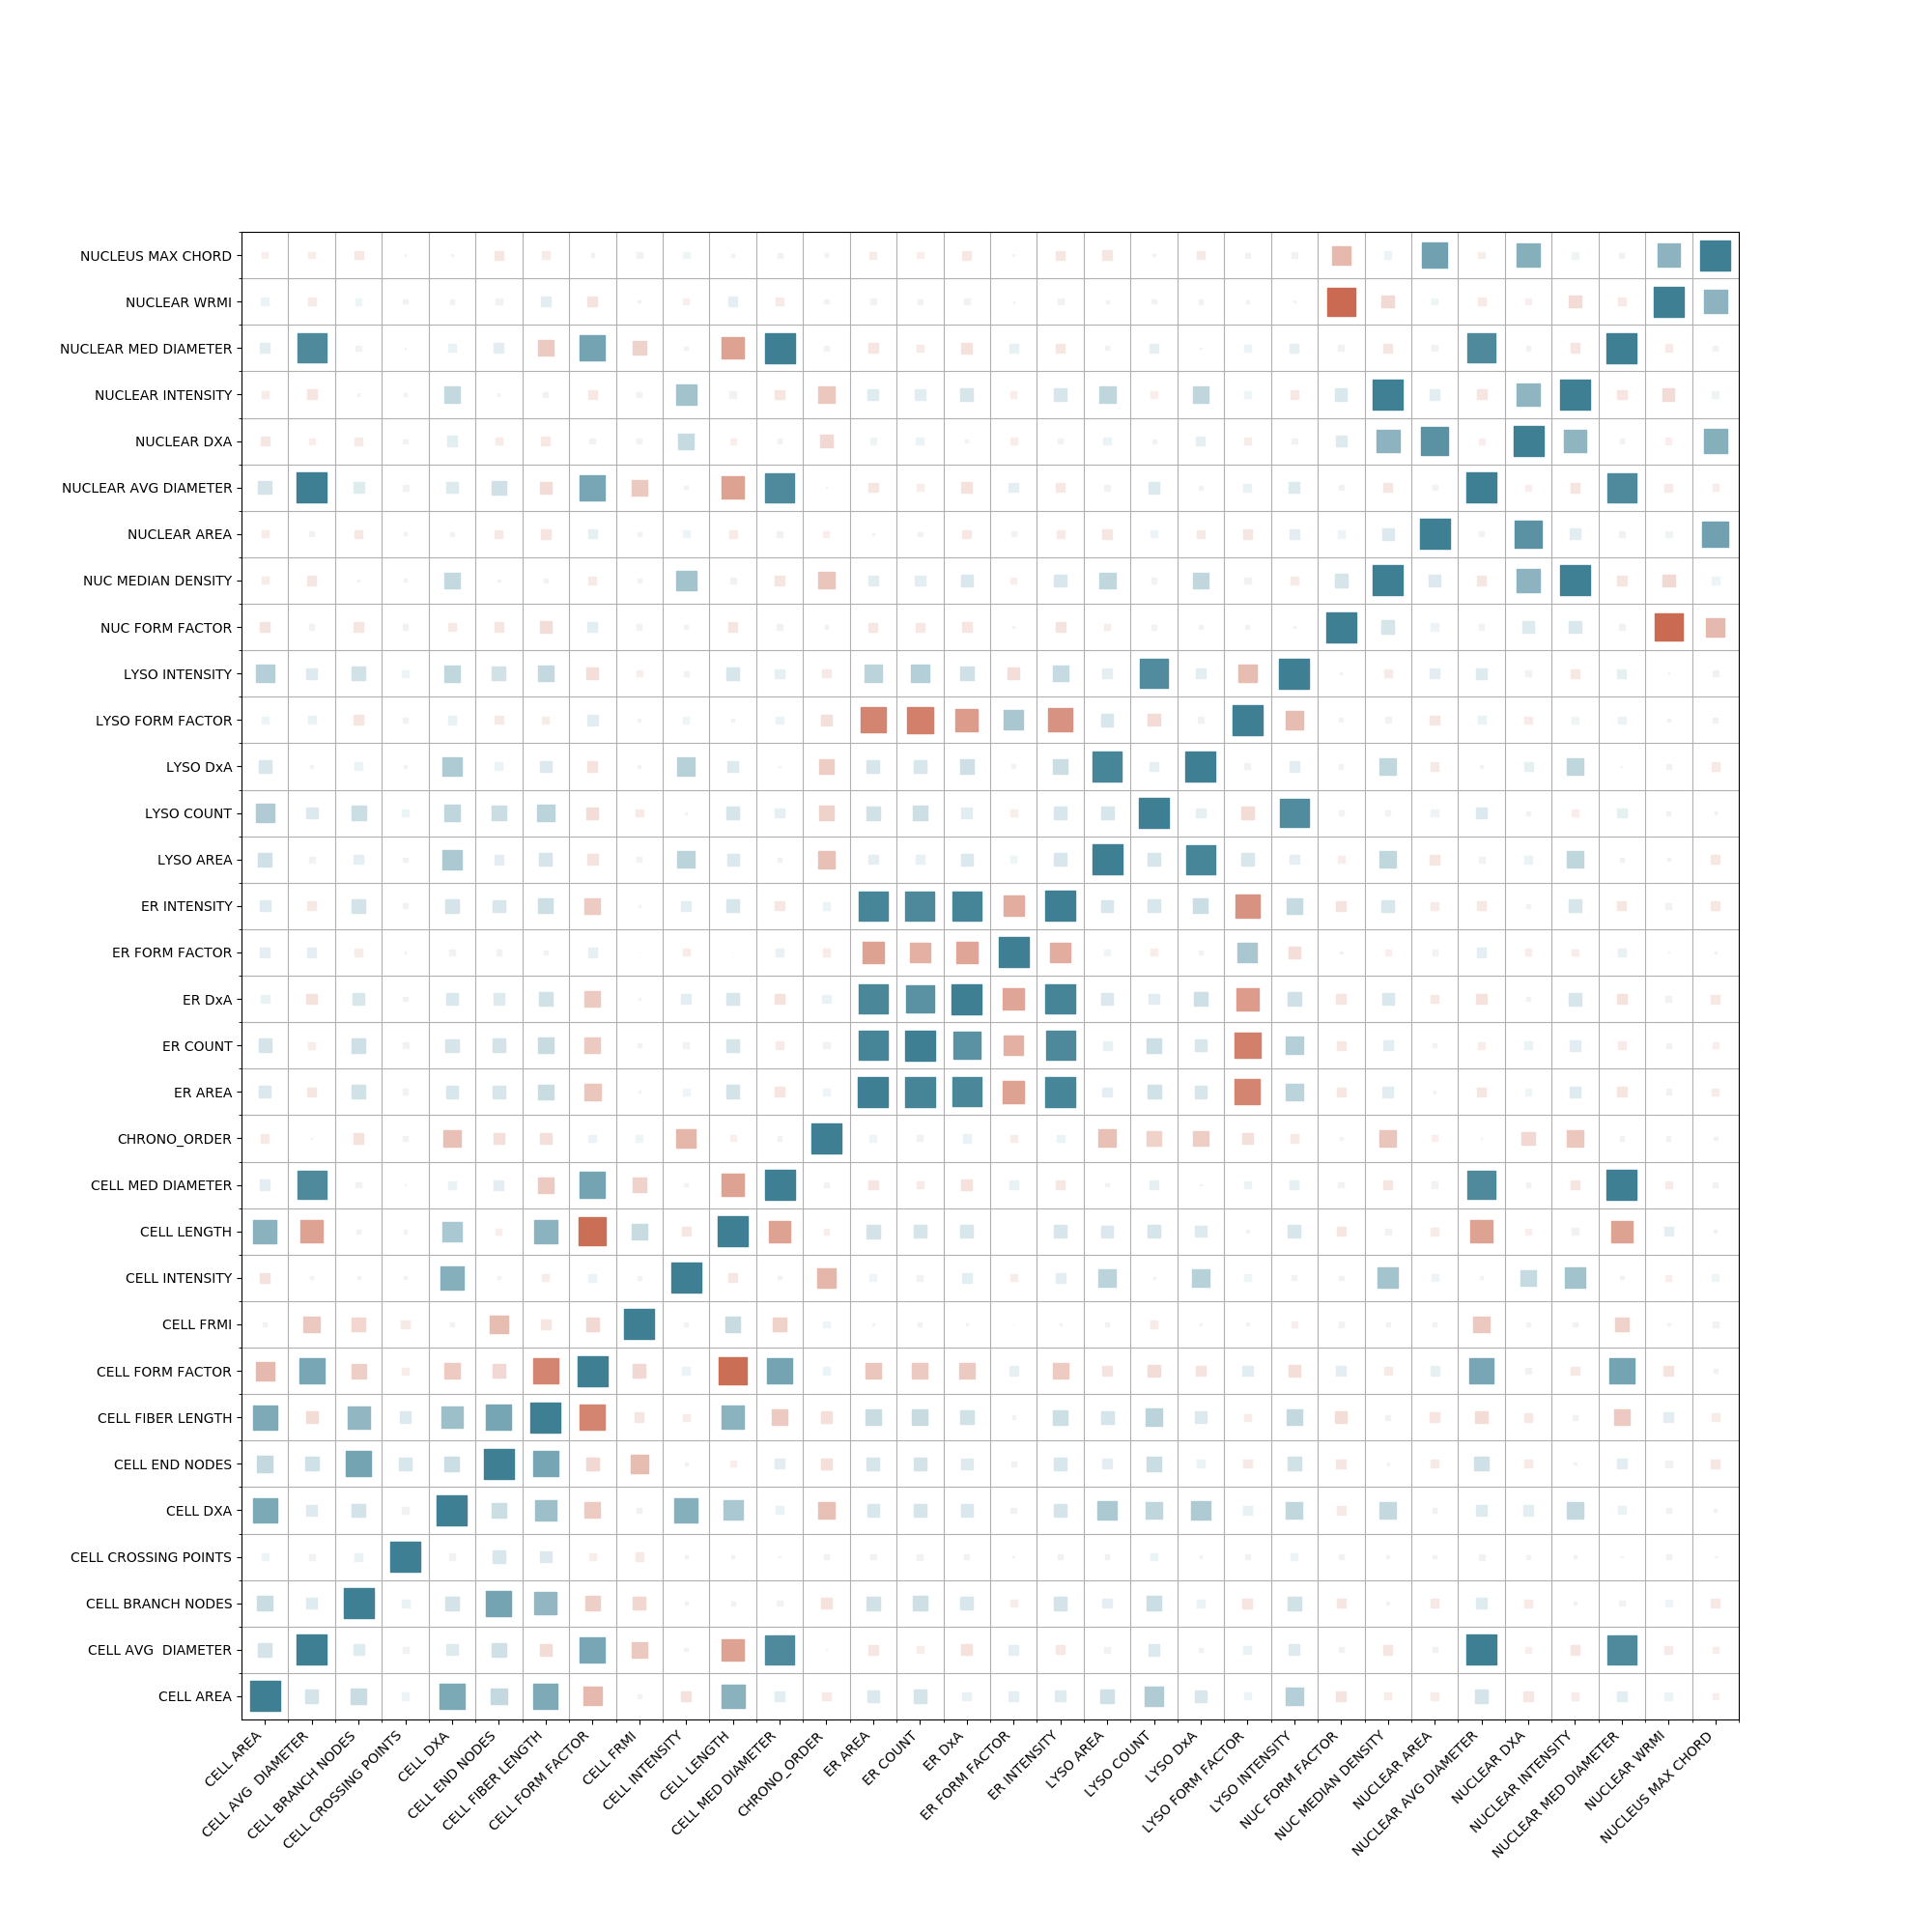 NUCLEUS MAX CHORD
NUCLEAR WRMI
NUCLEAR MED DIAMETER
NUCLEAR INTENSITY
NUCLEAR DXA
NUCLEAR AVG DIAMETER
NUCLEAR AREA
NUC MEDIAN DENSITY
NUC FORM FACTOR
LYSO INTENSITY
LYSO FORM FACTOR
LYSO DxA
LYSO COUNT
LYSO AREA
ER INTENSITY
ER FORM FACTOR
ER DxA
ER COUNT
ER AREA
CHRONO_ORDER
CELL MED DIAMETER
CELL LENGTH
CELL INTENSITY
CELL FRMI
CELL FORM FACTOR
CELL FIBER LENGTH
CELL END NODES
CELL DXA
CELL CROSSING POINTS
CELL BRANCH NODES
CELL AVG  DIAMETER
CELL AREA
CELL AREA
CELL AVG  DIAMETER
CELL BRANCH NODES
CELL CROSSING POINTS
CELL DXA
CELL END NODES
CELL FIBER LENGTH
CELL FORM FACTOR
CELL FRMI
CELL INTENSITY
CELL LENGTH
CELL MED DIAMETER
CHRONO_ORDER
ER AREA
ER COUNT
ER DxA
ER FORM FACTOR
ER INTENSITY
LYSO AREA
LYSO COUNT
LYSO DxA
LYSO FORM FACTOR
LYSO INTENSITY
NUC FORM FACTOR
NUC MEDIAN DENSITY
NUCLEAR AREA
NUCLEAR AVG DIAMETER
NUCLEAR DXA
NUCLEAR INTENSITY
NUCLEAR MED DIAMETER
NUCLEAR WRMI
NUCLEUS MAX CHORD